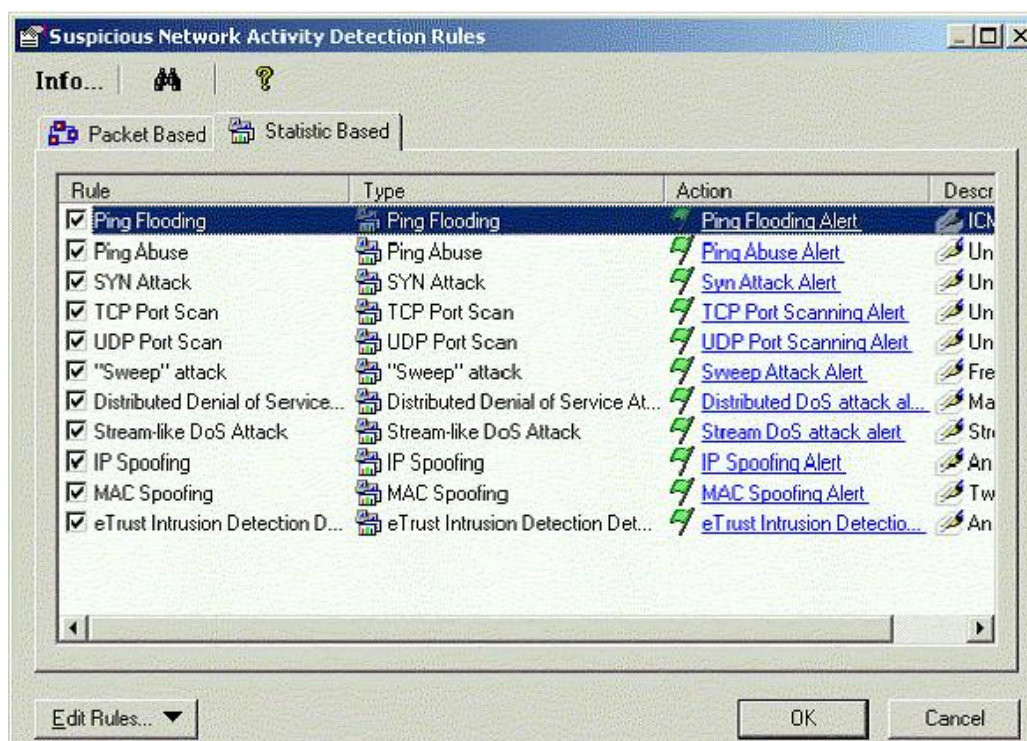 Suspicious Network Activity Detection Rules
Info...
Packet Based Statistic Based
Rule Type Action Descr
Ping Flooding Ping Flooding Ping Flooding Alert ICM
Ping Abuse Ping Abuse Ping Abuse Alert Un
SYN Attack SYN Attack Syn Attack Alert Un
TCP Port Scan TCP Port Scan TCP Port Scanning Alert Un
UDP Port Scan UDP Port Scan UDP Port Scanning Alert Un
"Sweep" attack "Sweep" attack Sweep Attack Alert Fre
Distributed Denial of Service... Distributed Denial of Service At... Distributed DoS attack al... Ma
Stream-like DoS Attack Stream-like DoS Attack Stream DoS attack alert Stre
IP Spoofing IP Spoofing IP Spoofing Alert An
MAC Spoofing MAC Spoofing MAC Spoofing Alert Tw
eTrust Intrusion Detection D... eTrust Intrusion Detection Det... eTrust Intrusion Detectio... An
Edit Rules... OK Cancel